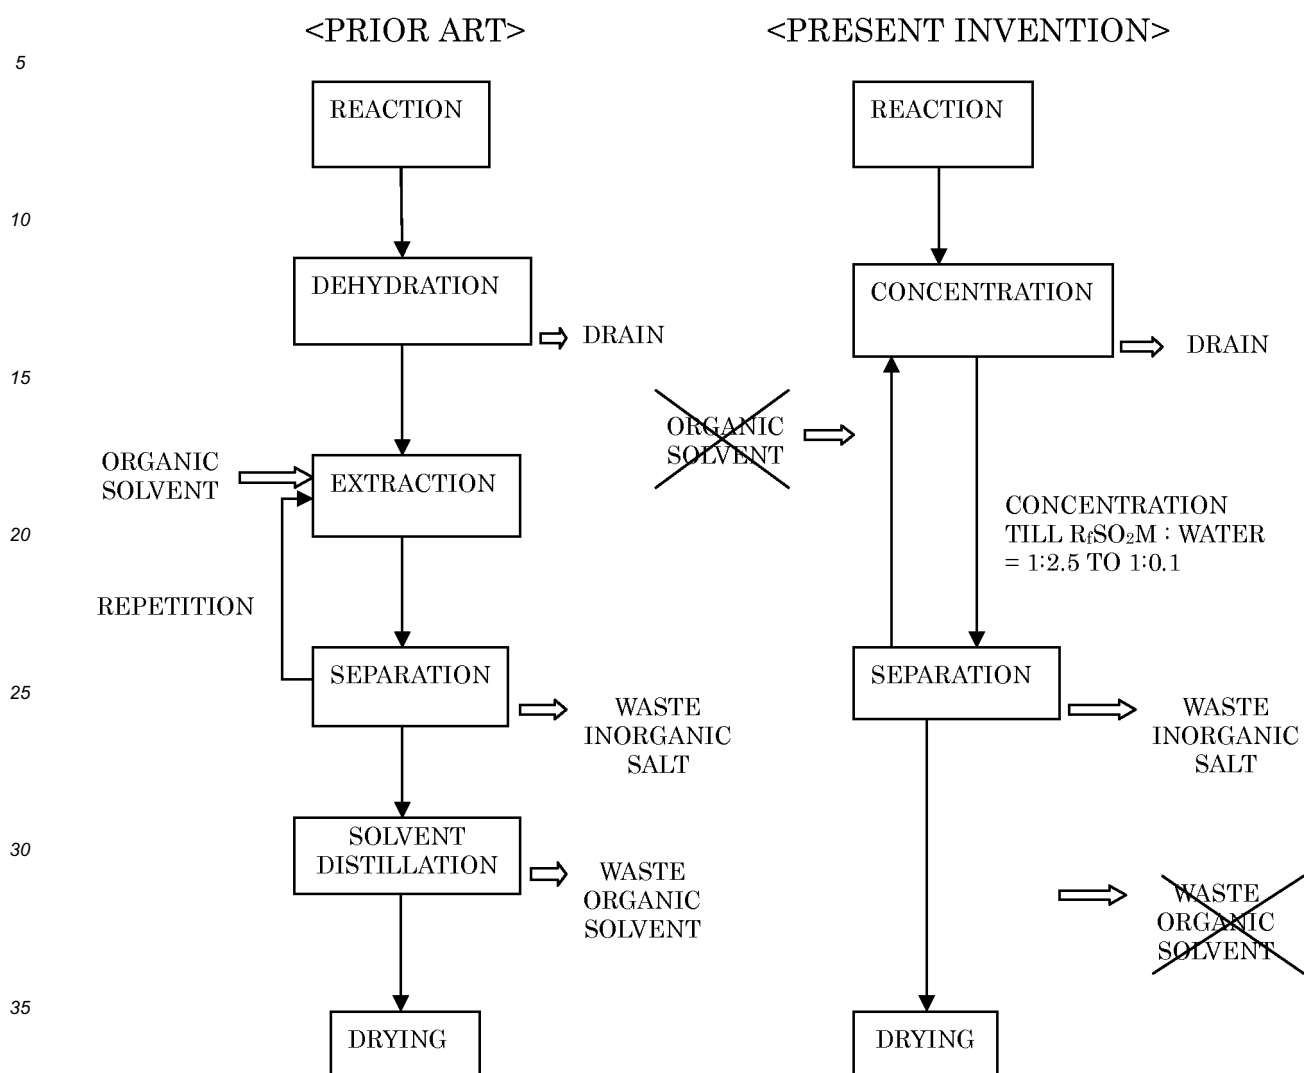 <PRIOR ART>
<PRESENT INVENTION>
5
REACTION
REACTION
10
DEHYDRATION
DRAIN
CONCENTRATION
DRAIN
15
ORGANIC
SOLVENT
ORGANIC
SOLVENT
EXTRACTION
CONCENTRATION
TILL RfSO₂M : WATER
= 1:2.5 TO 1:0.1
20
REPETITION
SEPARATION
SEPARATION
25
WASTE
INORGANIC
SALT
WASTE
INORGANIC
SALT
30
SOLVENT
DISTILLATION
WASTE
ORGANIC
SOLVENT
WASTE
ORGANIC
SOLVENT
35
DRYING
DRYING